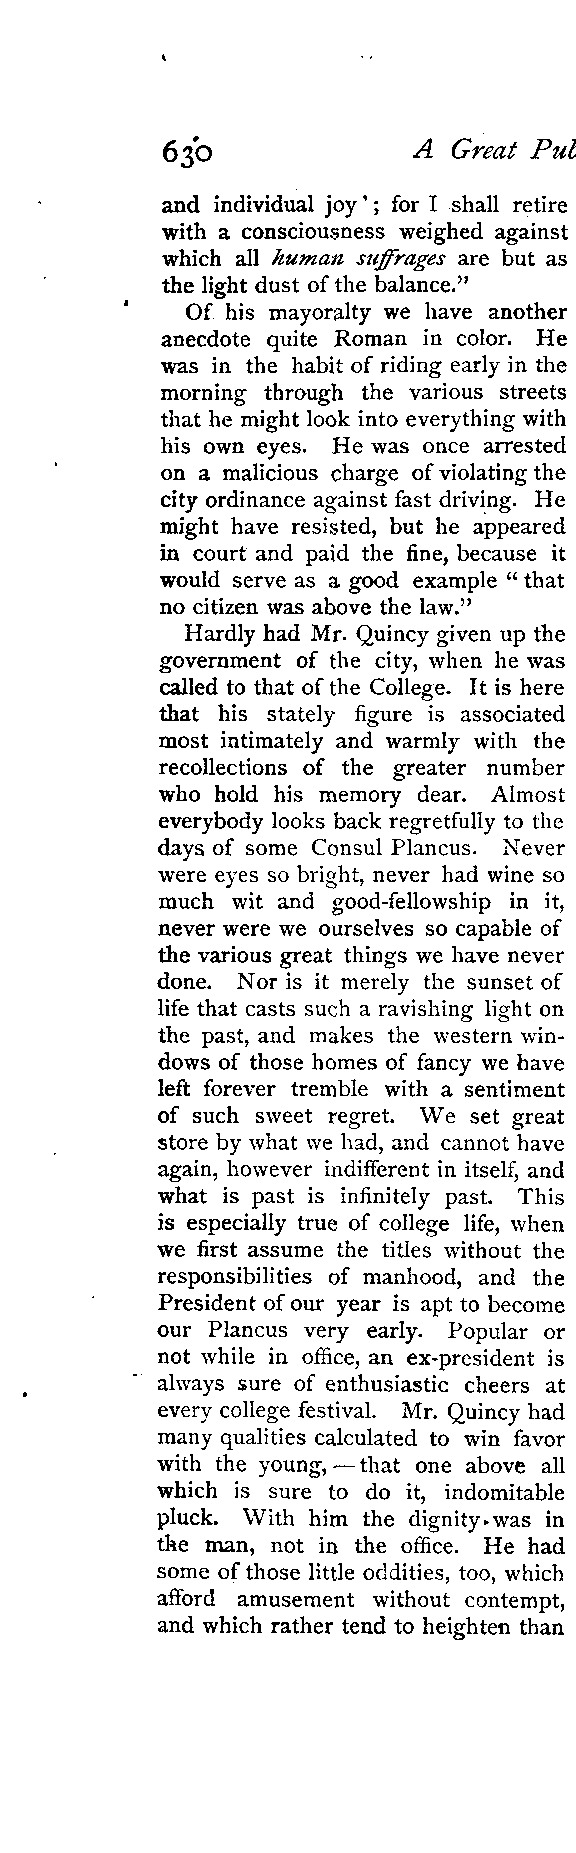 630 A Great Pub
and individual joy'; for I shall retire
with a consciousness weighed against
which all human suffrages are but as
the light dust of the balance."
Of his mayoralty we have another
anecdote quite Roman in color. He
was in the habit of riding early in the
morning through the various streets
that he might look into everything with
his own eyes. He was once arrested
on a malicious charge of violating the
city ordinance against fast driving. He
might have resisted, but he appeared
in court and paid the fine, because it
would serve as a good example "that
no citizen was above the law."
Hardly had Mr. Quincy given up the
government of the city, when he was
called to that of the College. It is here
that his stately figure is associated
most intimately and warmly with the
recollections of the greater number
who hold his memory dear. Almost
everybody looks back regretfully to the
days of some Consul Plancus. Never
were eyes so bright, never had wine so
much wit and good-fellowship in it,
never were we ourselves so capable of
the various great things we have never
done. Nor is it merely the sunset of
life that casts such a ravishing light on
the past, and makes the western win-
dows of those homes of fancy we have
left forever tremble with a sentiment
of such sweet regret. We set great
store by what we had, and cannot have
again, however indifferent in itself, and
what is past is infinitely past. This
is especially true of college life, when
we first assume the titles without the
responsibilities of manhood, and the
President of our year is apt to become
our Plancus very early. Popular or
not while in office, an ex-president is
always sure of enthusiastic cheers at
every college festival. Mr. Quincy had
many qualities calculated to win favor
with the young,—that one above all
which is sure to do it, indomitable
pluck. With him the dignity was in
the man, not in the office. He had
some of those little oddities, too, which
afford amusement without contempt,
and which rather tend to heighten than